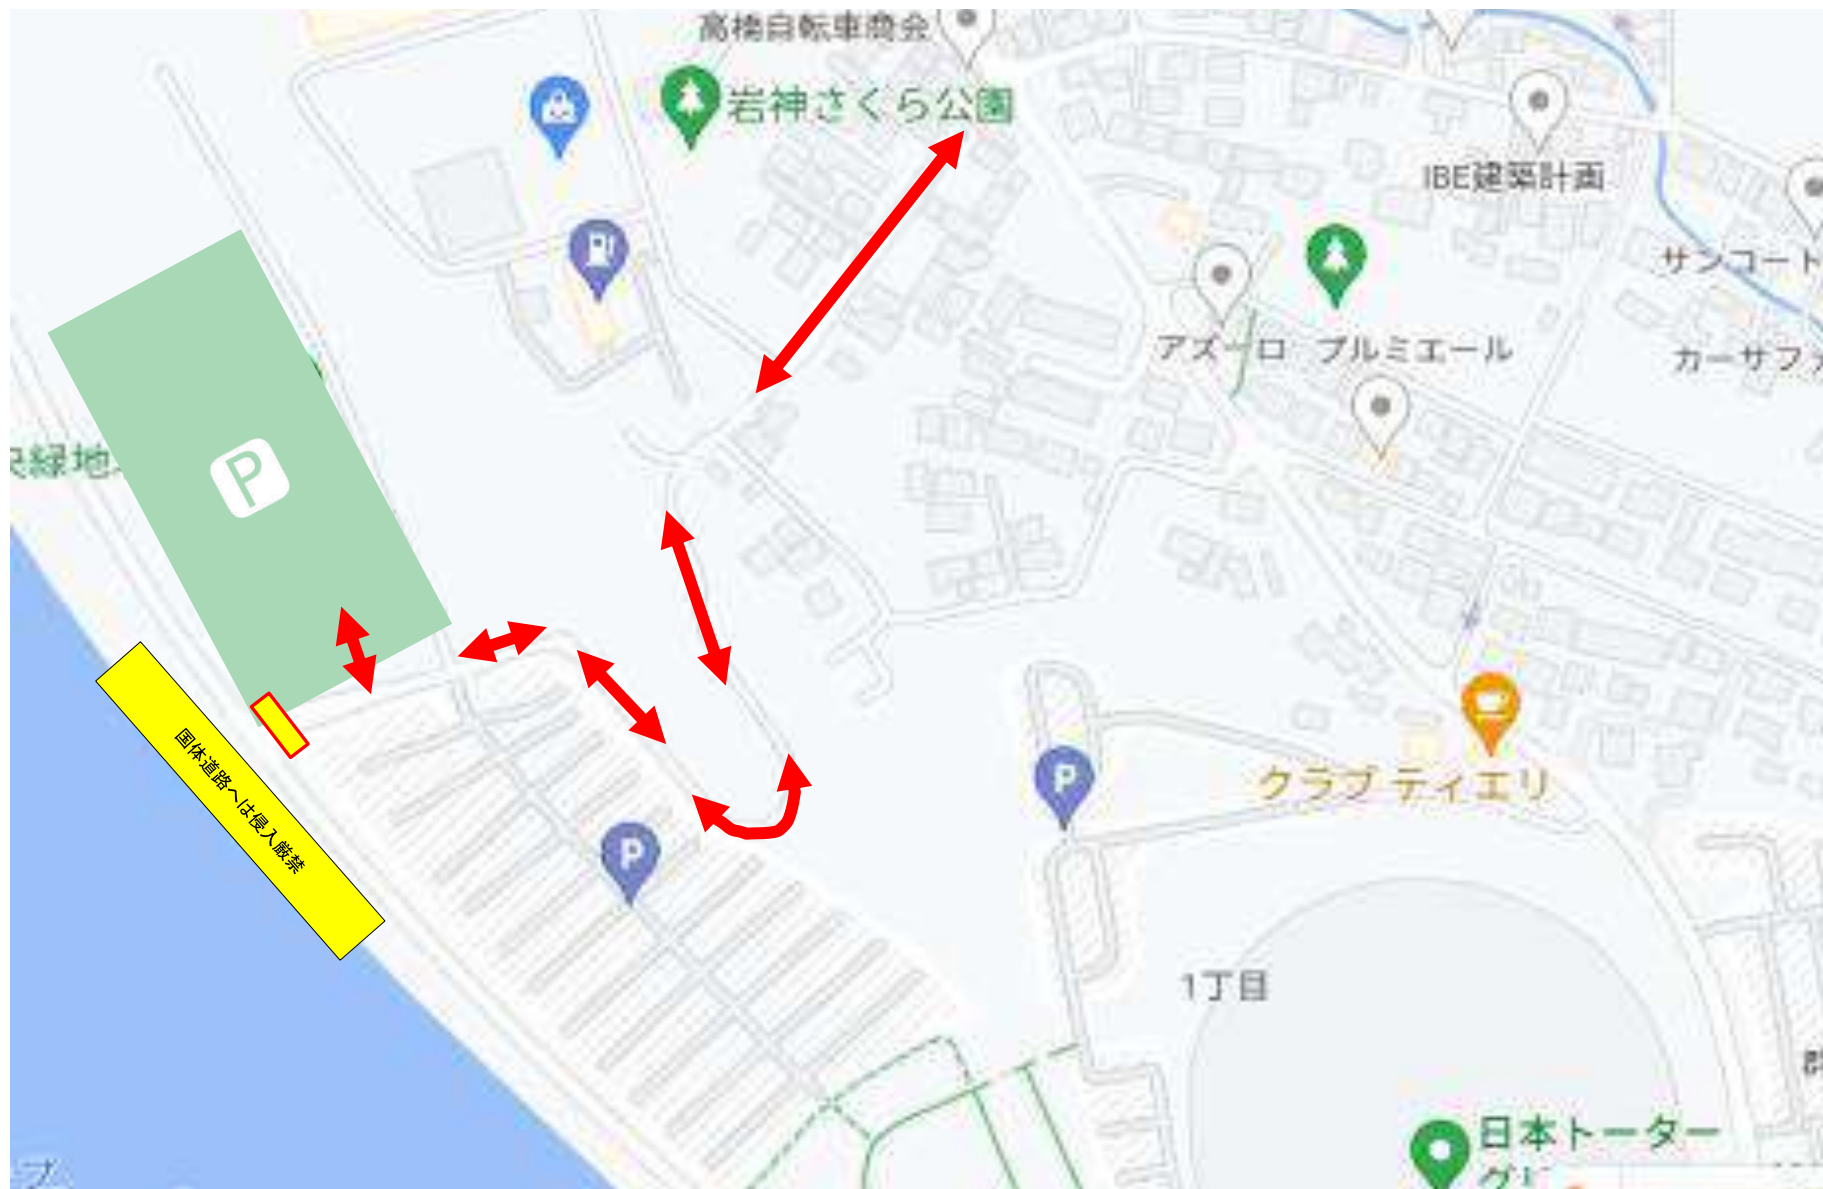 高橋自転車商会
岩神さくら公園
IBE建築計画
サンコート
アズーロ プルミエール
カーサファ
央緑地
P
国体道路へは侵入厳禁
P
P
クラブ ティエリ
1丁目
日本トーター